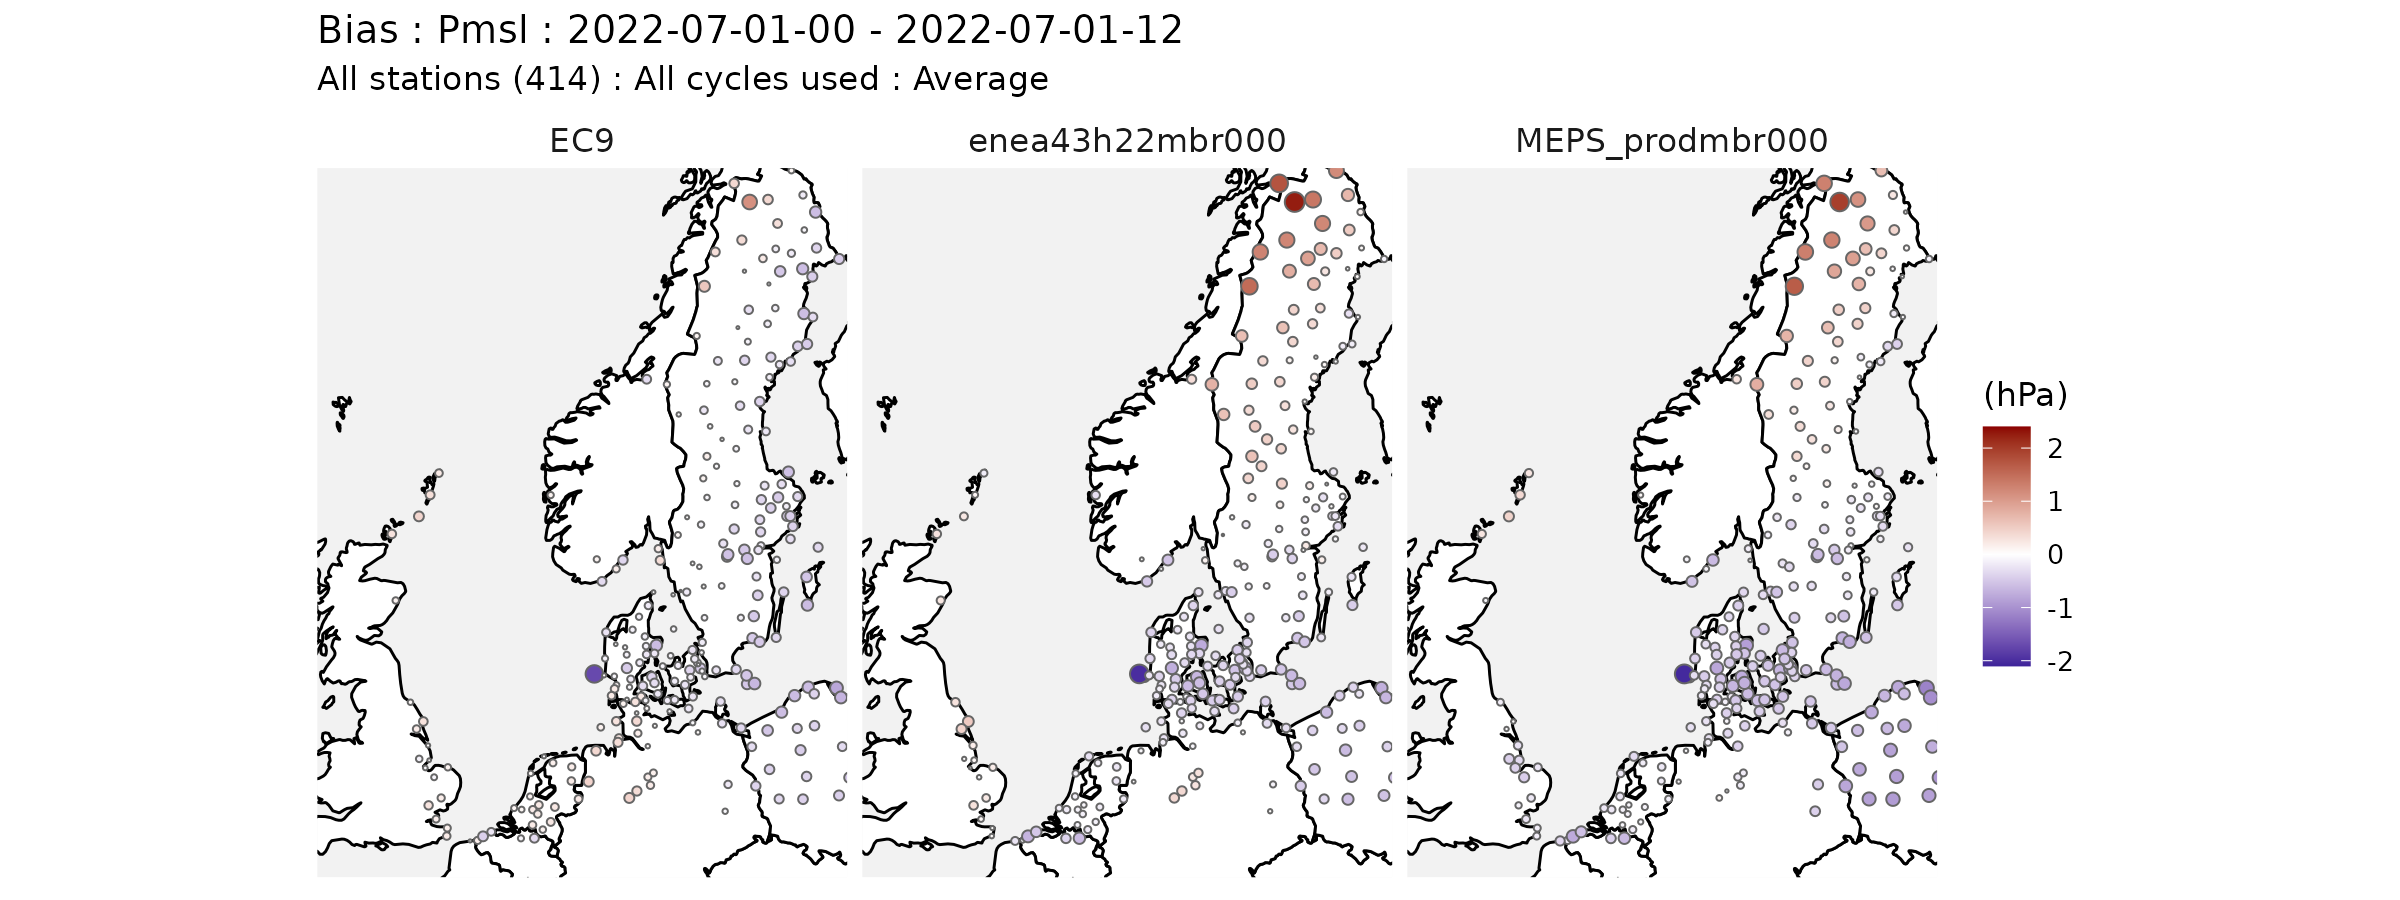 Bias : Pmsl : 2022-07-01-00 - 2022-07-01-12
All stations (414) : All cycles used : Average
EC9
enea43h22mbr000
MEPS_prodmbr000
(hPa)
2
1
0
-1
-2